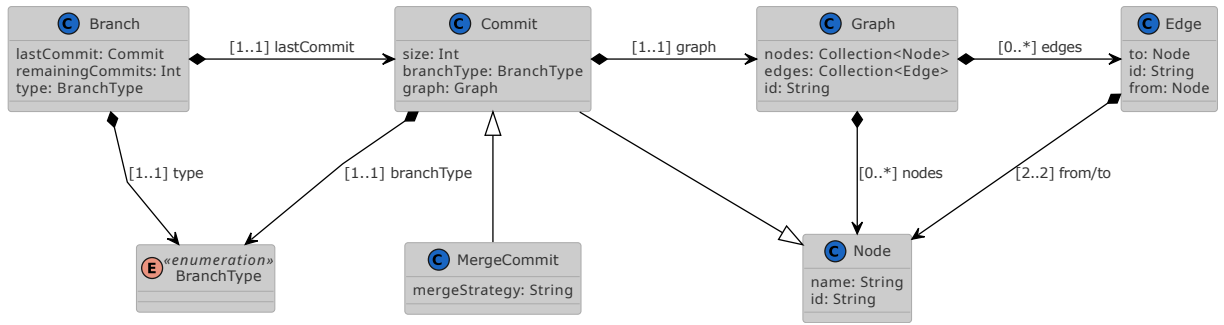 C Branch
lastCommit: Commit
remainingCommits: Int
type: BranchType
[1..1] lastCommit
C Commit
size: Int
branchType: BranchType
graph: Graph
[1..1] graph
C Graph
nodes: Collection<Node>
edges: Collection<Edge>
id: String
[0..*] edges
C Edge
to: Node
id: String
from: Node
[1..1] type
[1..1] branchType
[0..*] nodes
[2..2] from/to
E «enumeration»
BranchType
C MergeCommit
mergeStrategy: String
C Node
name: String
id: String